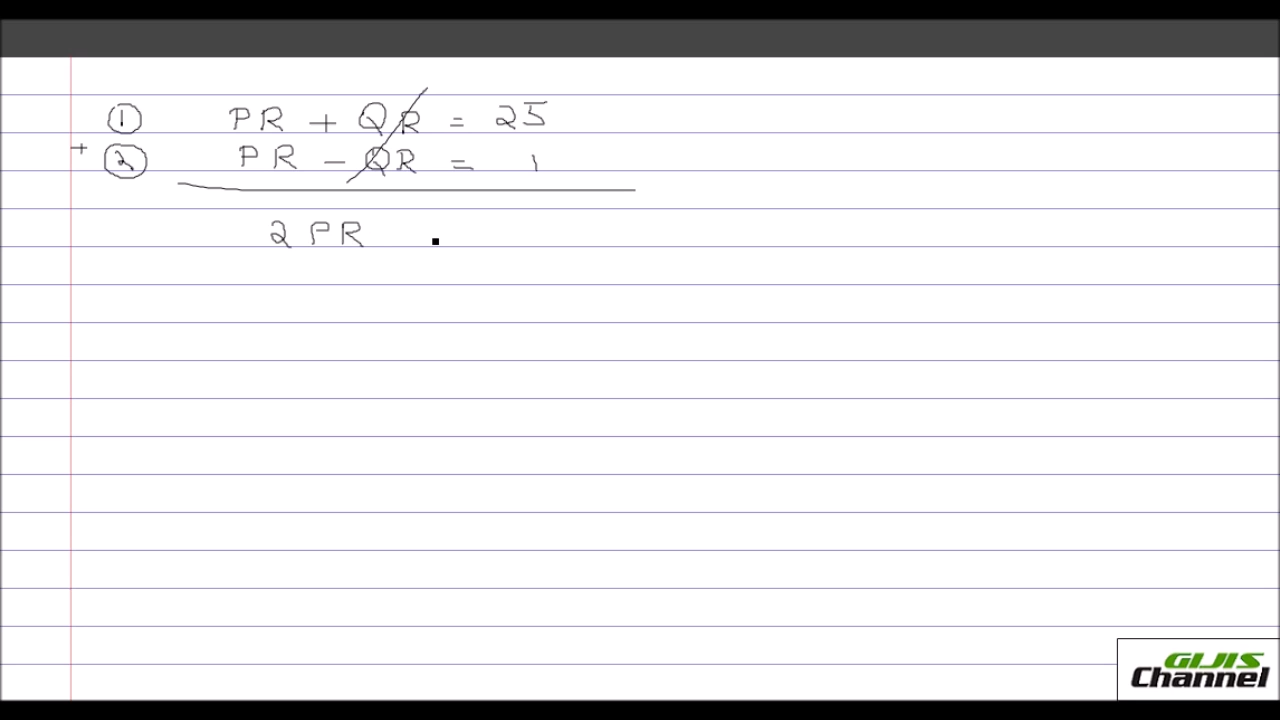 ① PR + QR = 25
+ ② PR - QR = 1
2 PR
GIJIS
Channel